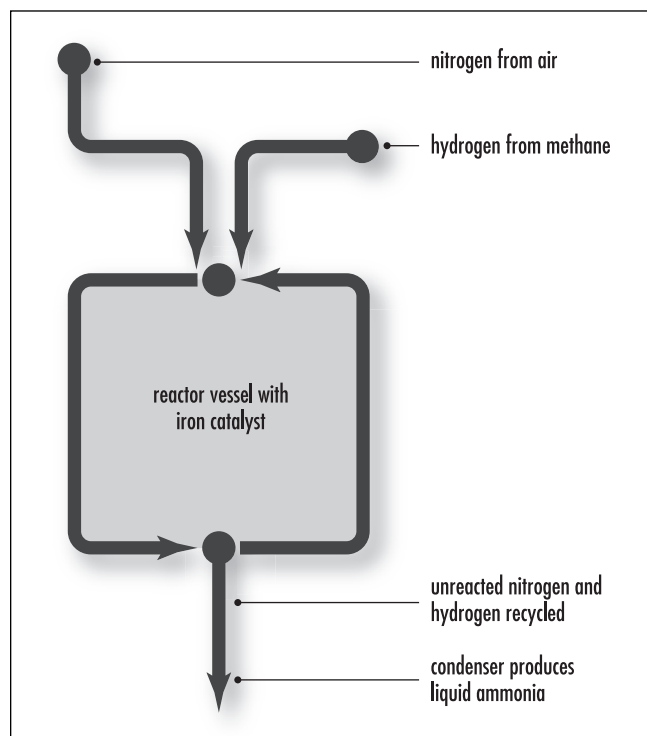 nitrogen from air
hydrogen from methane
reactor vessel with
iron catalyst
unreacted nitrogen and
hydrogen recycled
condenser produces
liquid ammonia